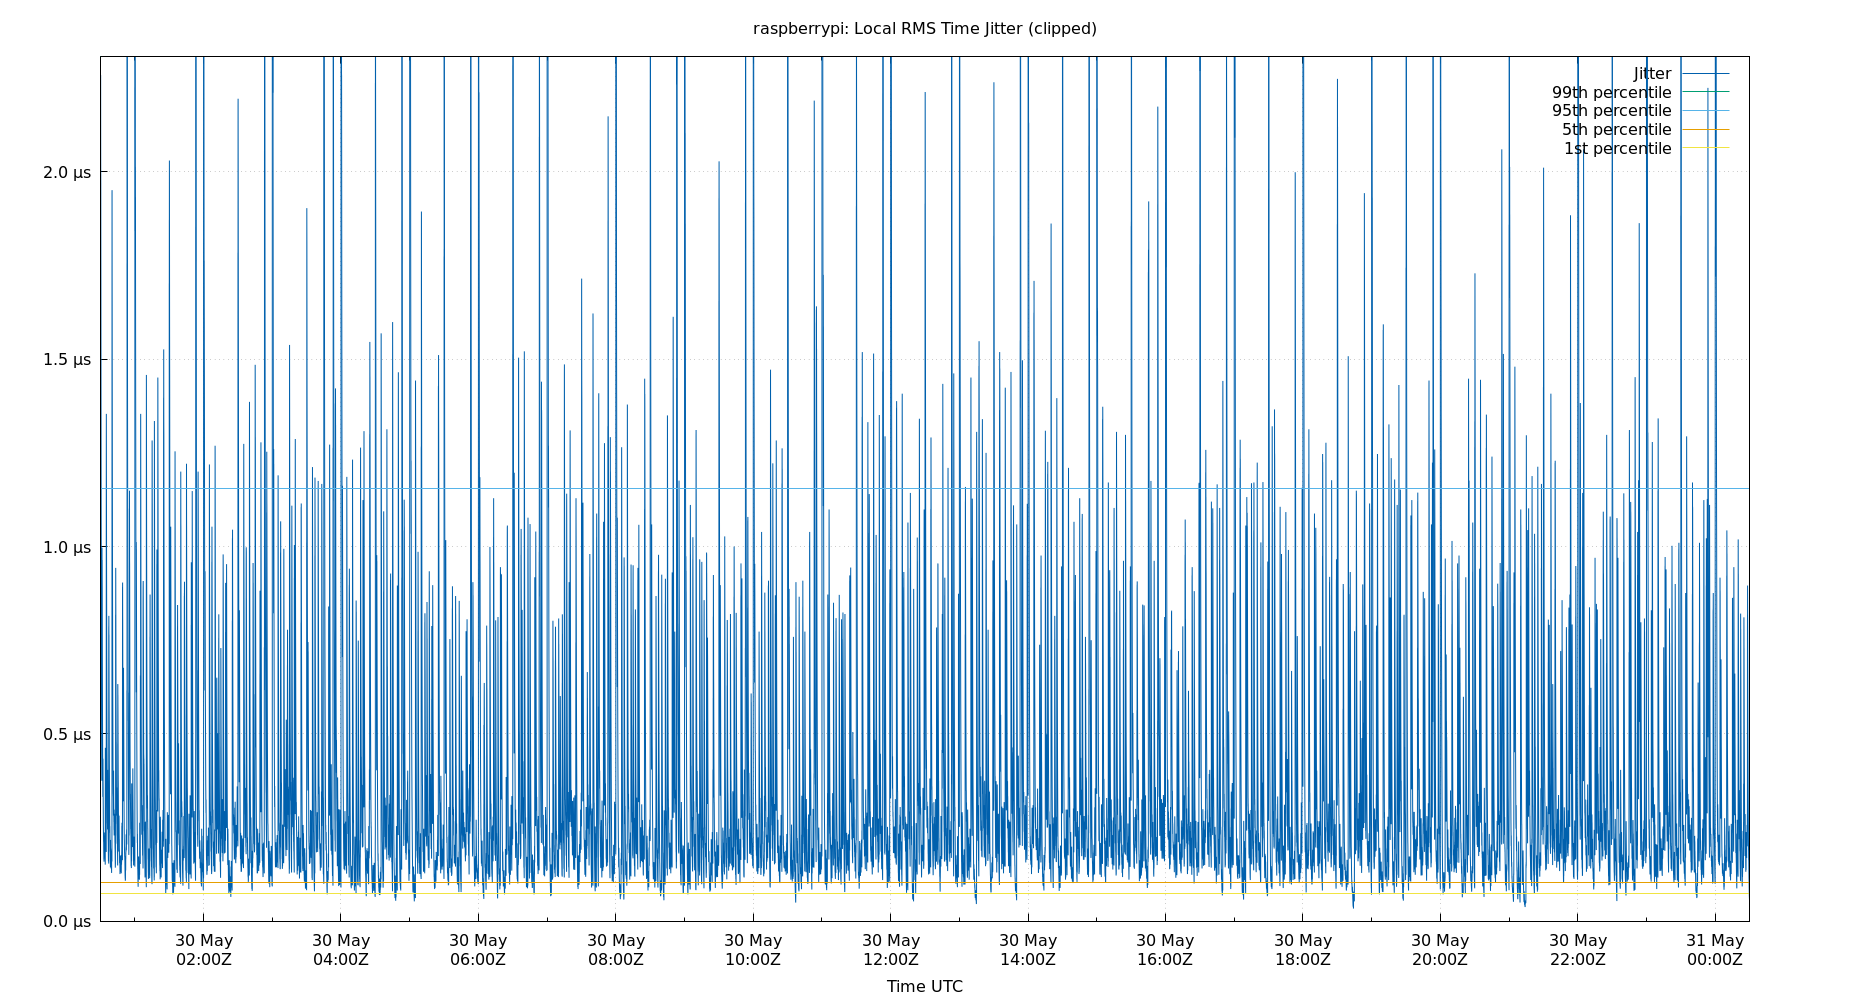 raspberrypi: Local RMS Time Jitter (clipped)
Jitter
99th percentile
95th percentile
5th percentile
1st percentile
2.0 µs
1.5 µs
1.0 µs
0.5 µs
0.0 µs
30 May 30 May 30 May 30 May 30 May 30 May 30 May 30 May 30 May 30 May 30 May 31 May
02:00Z 04:00Z 06:00Z 08:00Z 10:00Z 12:00Z 14:00Z 16:00Z 18:00Z 20:00Z 22:00Z 00:00Z
Time UTC